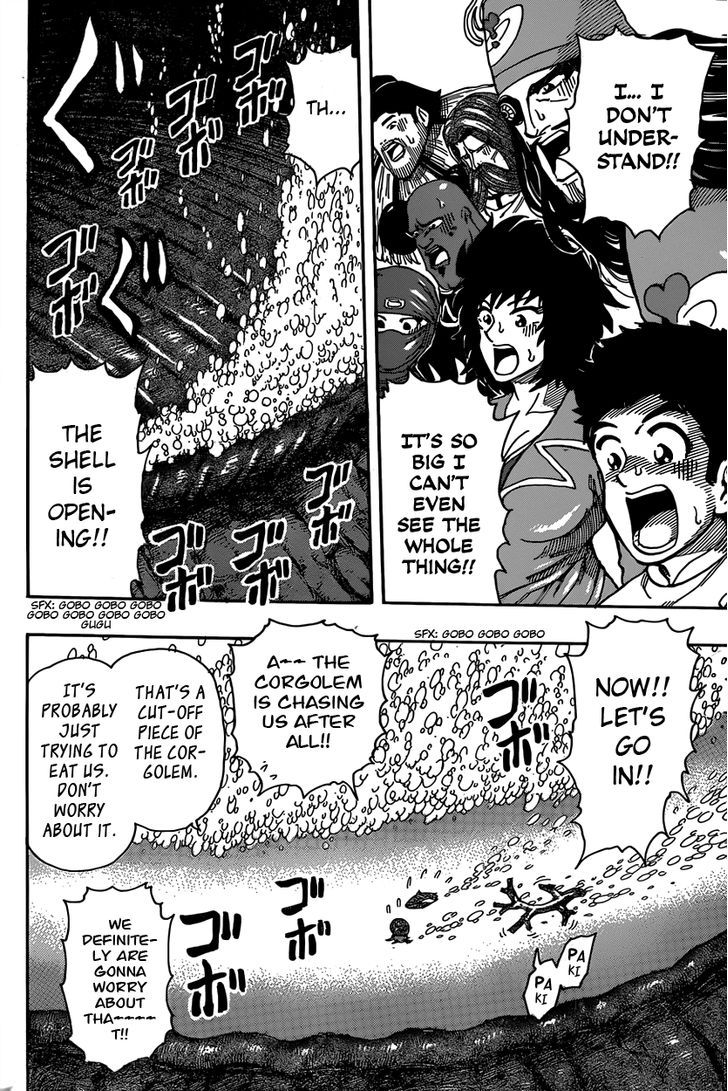 I... I
DON'T
UNDER-
STAND!!
IT'S SO
BIG I
CAN'T
EVEN
SEE THE
WHOLE
THING!!
TH...
ぐ
ゴボ
ゴボ
ゴボ
ゴボ
ぐ
ゴボ
THE
SHELL
IS
OPEN-
ING!!
ゴボ
ゴボ
ゴボ
SFX: GOBO GOBO GOBO
GOBO GOBO GOBO GOBO
GUGU
SFX: GOBO GOBO GOBO
NOW!!
LET'S
GO
IN!!
ゴボ
A-- THE
CORGOLEM
IS CHASING
US AFTER
ALL!!
THAT'S A
CUT-OFF
PIECE OF
THE COR-
GOLEM.
IT'S
PROBABLY
JUST
TRYING TO
EAT US.
DON'T
WORRY
ABOUT IT.
ゴボ
ゴボ
PA
KI
PA
KI
WE
DEFINITE-
LY ARE
GONNA
WORRY
ABOUT
THA----
T!!